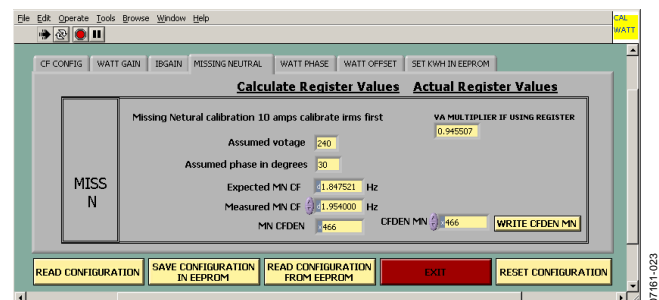 File Edit Operate Tools Browse Window Help
CAL
WATT
CF CONFIG WATT GAIN IBGAIN MISSING NEUTRAL WATT PHASE WATT OFFSET SET KWH IN EEPROM
Calculate Register Values Actual Register Values
Missing Netural calibration 10 amps calibrate irms first
VA MULTIPLIER IF USING REGISTER
0.945507
Assumed votage 240
Assumed phase in degrees 30
MISS
N
Expected MN CF 1.847521 Hz
Measured MN CF 1.954000 Hz
MN CFDEN 466
CFDEN MN 466 WRITE CFDEN MN
READ CONFIGURATION
SAVE CONFIGURATION
IN EEPROM
READ CONFIGURATION
FROM EEPROM
EXIT
RESET CONFIGURATION
7161-023